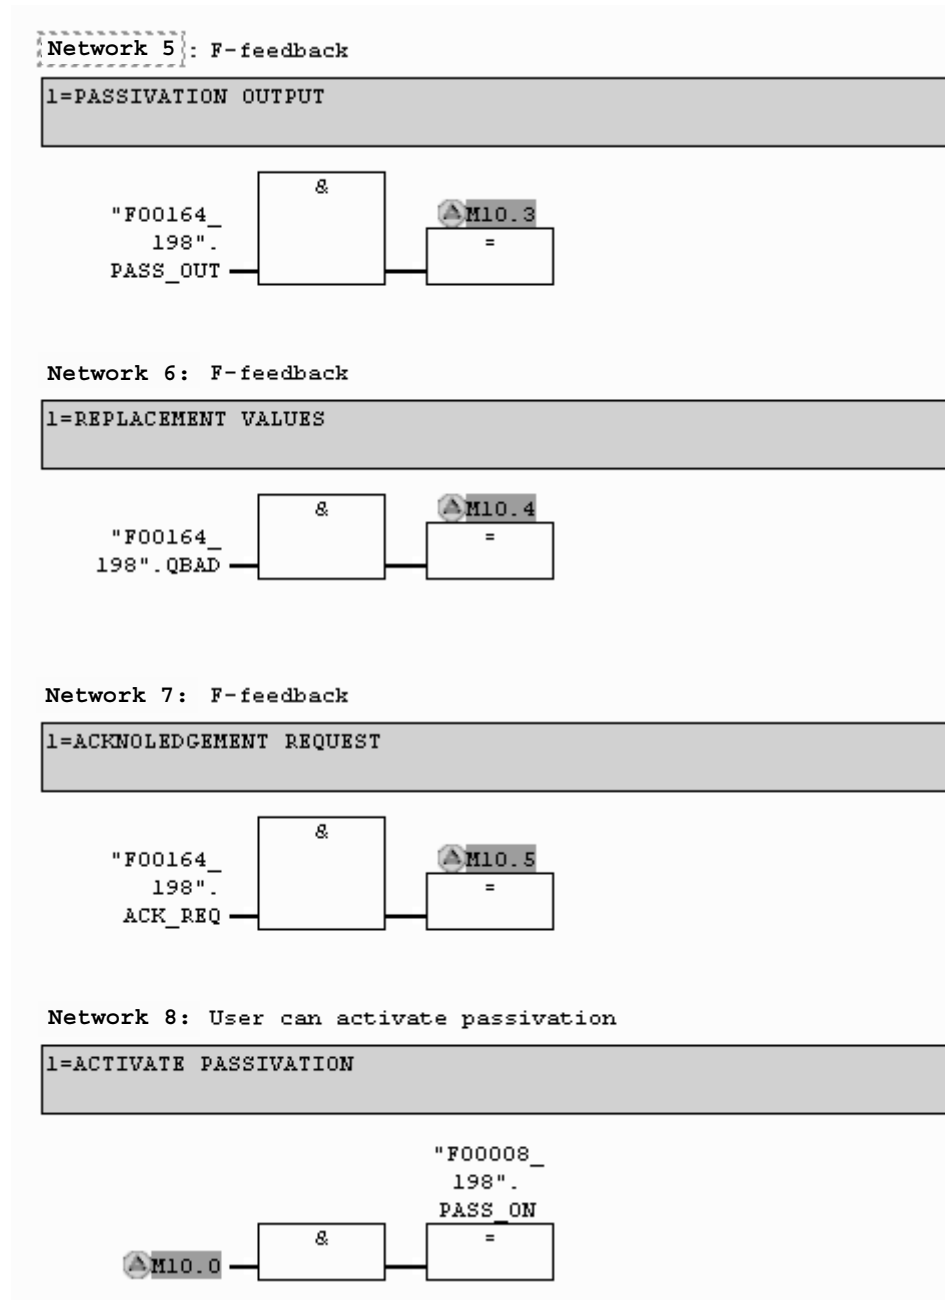 Network 5: F-feedback
1=PASSIVATION OUTPUT
&
"F00164_
198".
PASS_OUT
M10.3
=
Network 6: F-feedback
1=REPLACEMENT VALUES
&
"F00164_
198".QBAD
M10.4
=
Network 7: F-feedback
1=ACKNOLEDGEMENT REQUEST
&
"F00164_
198".
ACK_REQ
M10.5
=
Network 8: User can activate passivation
1=ACTIVATE PASSIVATION
"F00008_
198".
PASS_ON
M10.0
&
=